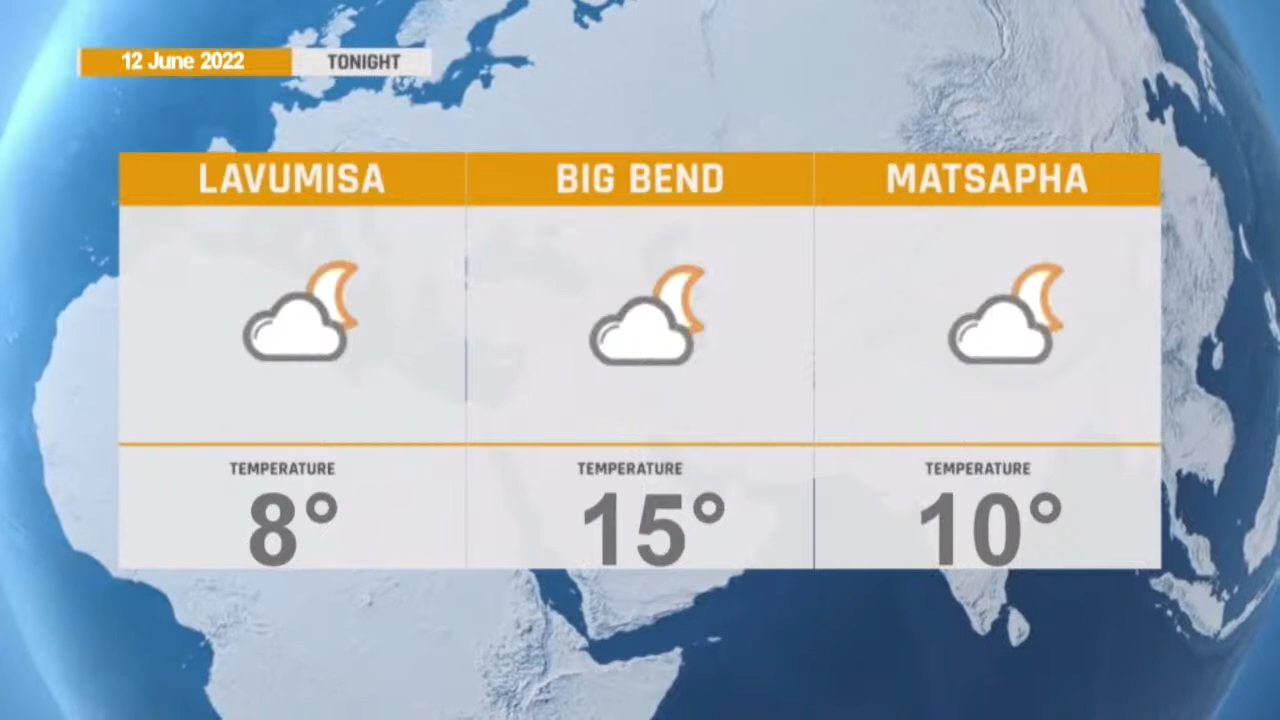 12 June 2022 TONIGHT
LAVUMISA BIG BEND MATSAPHA
TEMPERATURE TEMPERATURE TEMPERATURE
8° 15° 10°